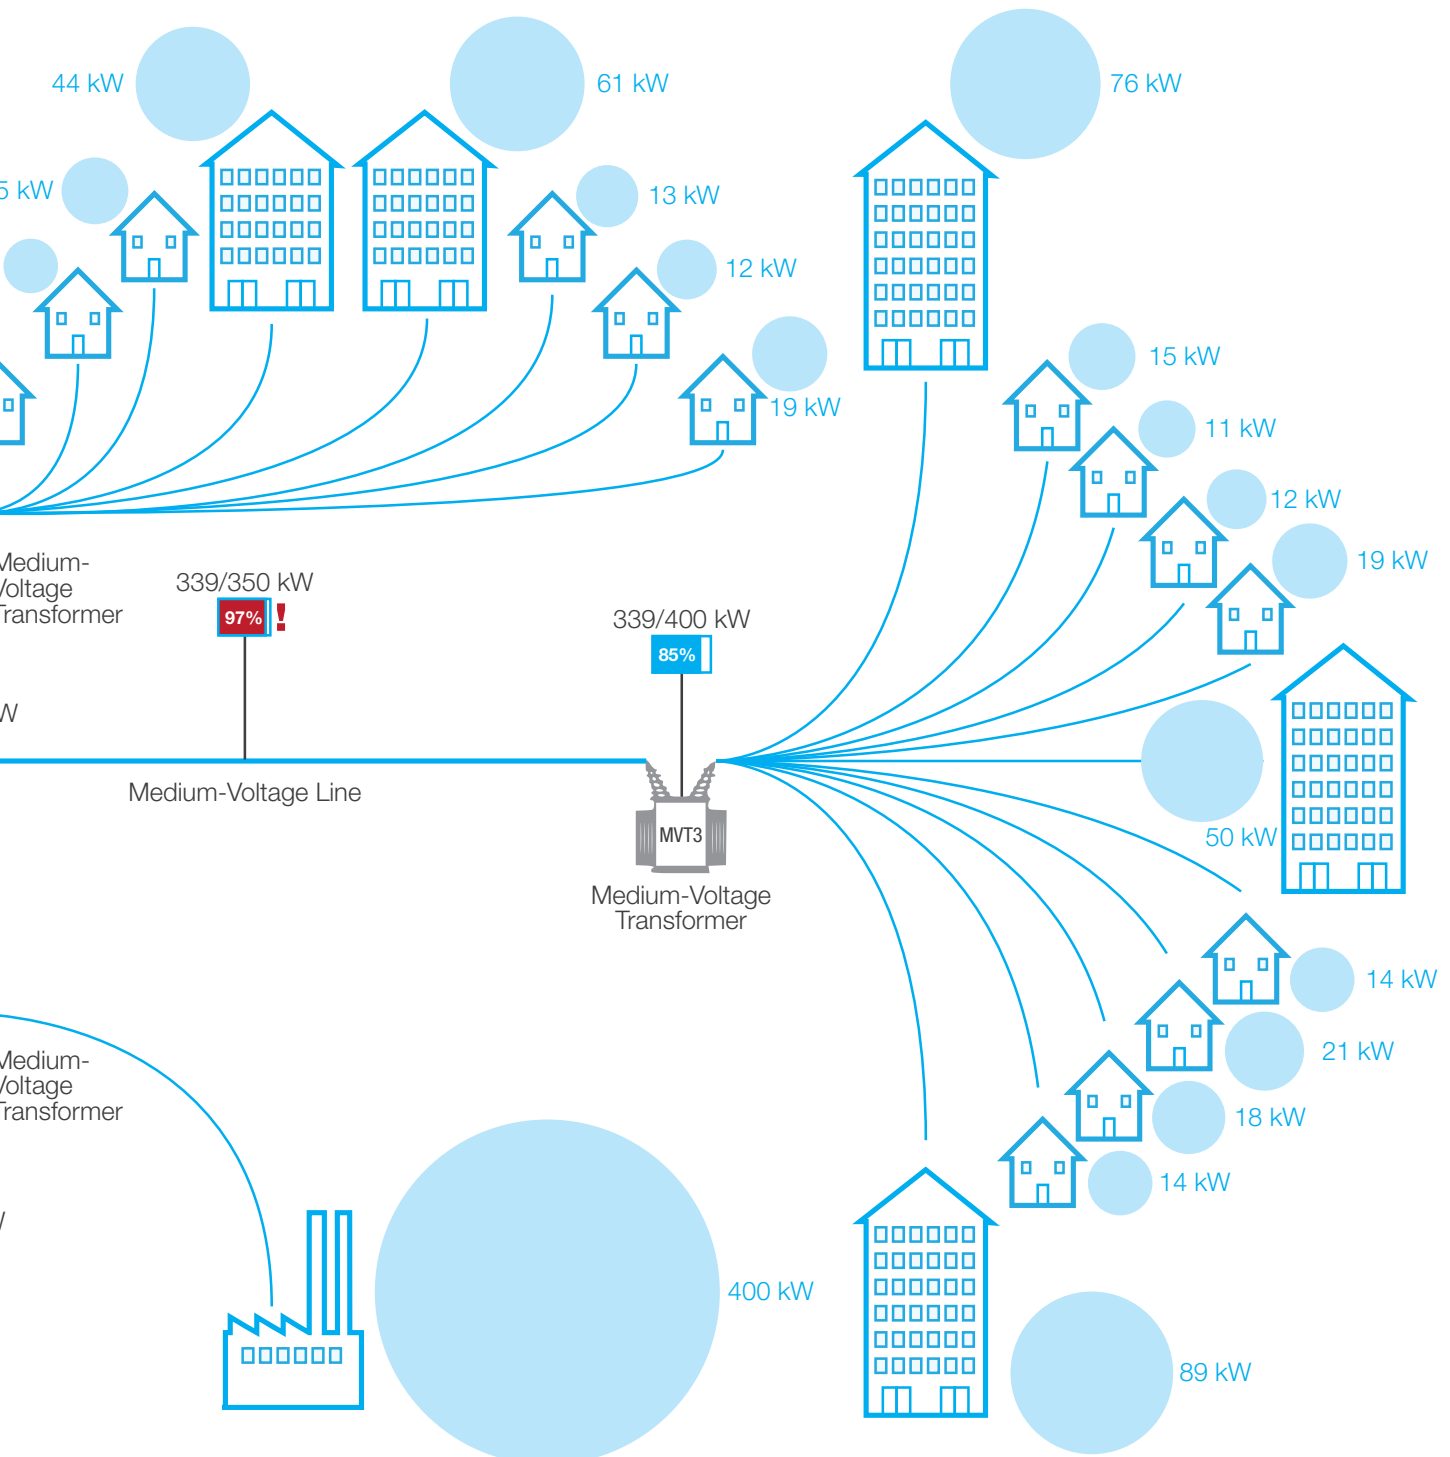 44 kW
61 kW
76 kW
5 kW
13 kW
12 kW
19 kW
15 kW
11 kW
12 kW
19 kW
Medium-
Voltage
Transformer
339/350 kW
97% !
339/400 kW
85%
W
Medium-Voltage Line
MVT3
Medium-Voltage
Transformer
50 kW
14 kW
21 kW
18 kW
14 kW
Medium-
Voltage
Transformer
400 kW
89 kW